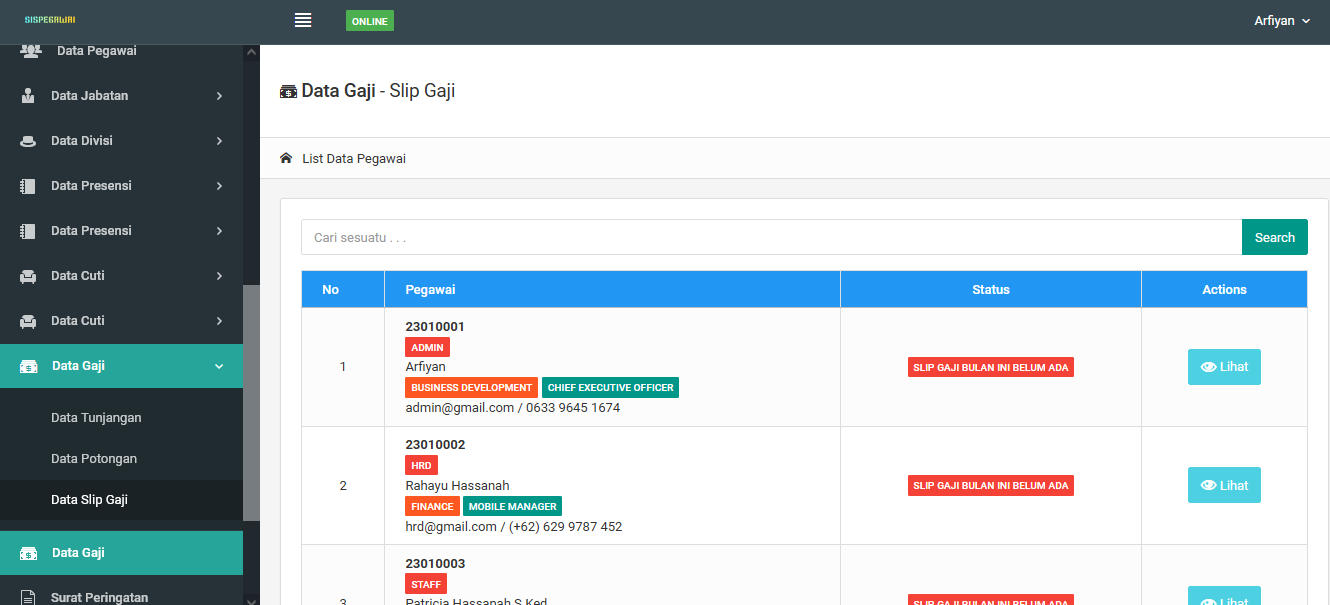 SISPEGAWAI
ONLINE
Arfiyan
Data Pegawai
Data Jabatan
Data Divisi
Data Presensi
Data Presensi
Data Cuti
Data Cuti
Data Gaji
Data Tunjangan
Data Potongan
Data Slip Gaji
Data Gaji
Surat Peringatan
Data Gaji - Slip Gaji
List Data Pegawai
Cari sesuatu . . .
Search
No Pegawai Status Actions
23010001
ADMIN
1 Arfiyan SLIP GAJI BULAN INI BELUM ADA Lihat
BUSINESS DEVELOPMENT CHIEF EXECUTIVE OFFICER
admin@gmail.com / 0633 9645 1674
23010002
HRD
2 Rahayu Hassanah SLIP GAJI BULAN INI BELUM ADA Lihat
FINANCE MOBILE MANAGER
hrd@gmail.com / (+62) 629 9787 452
23010003
STAFF
3 Patricia Hassanah S.Ked SLIP GAJI BULAN INI BELUM ADA Lihat